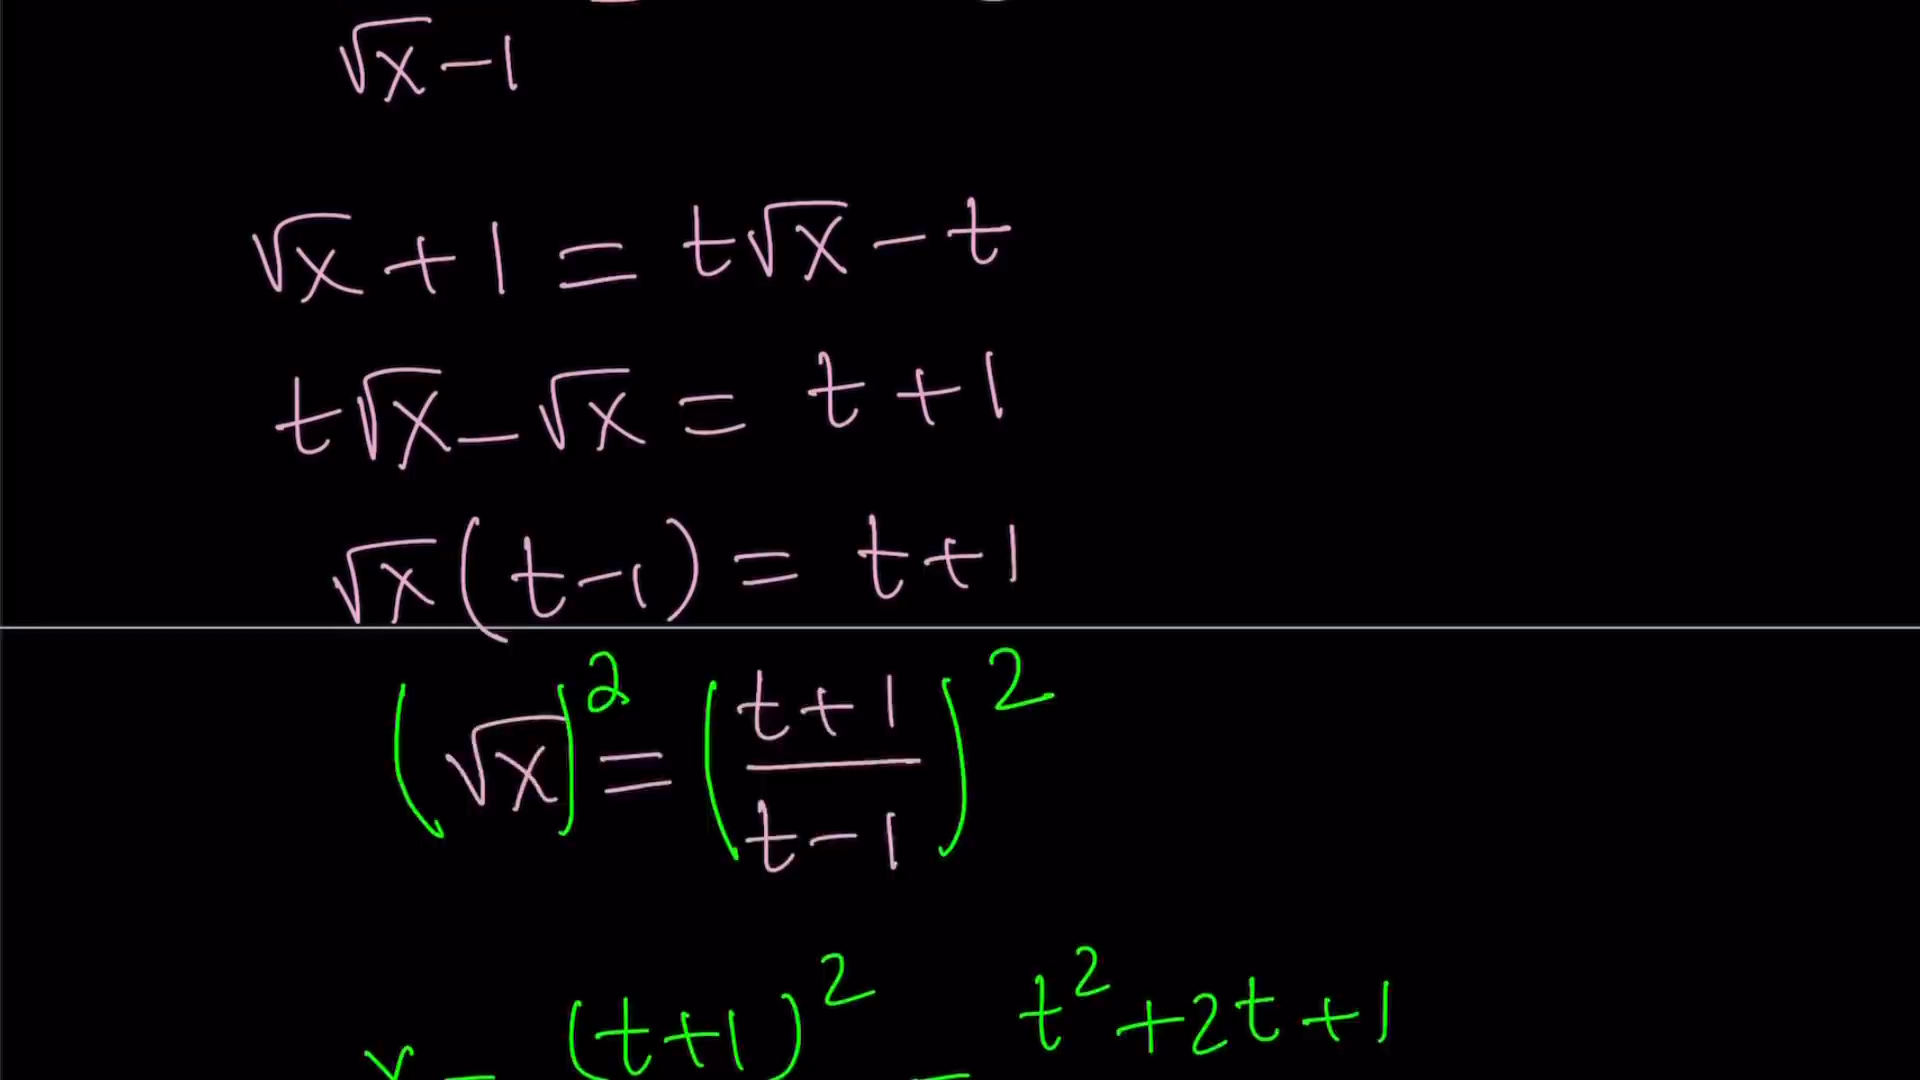 √x - 1
√x + 1 = t√x - t
t√x - √x = t + 1
√x (t - 1) = t + 1
(√x)² = (t + 1 / t - 1)²
x = (t + 1)² = t² + 2t + 1